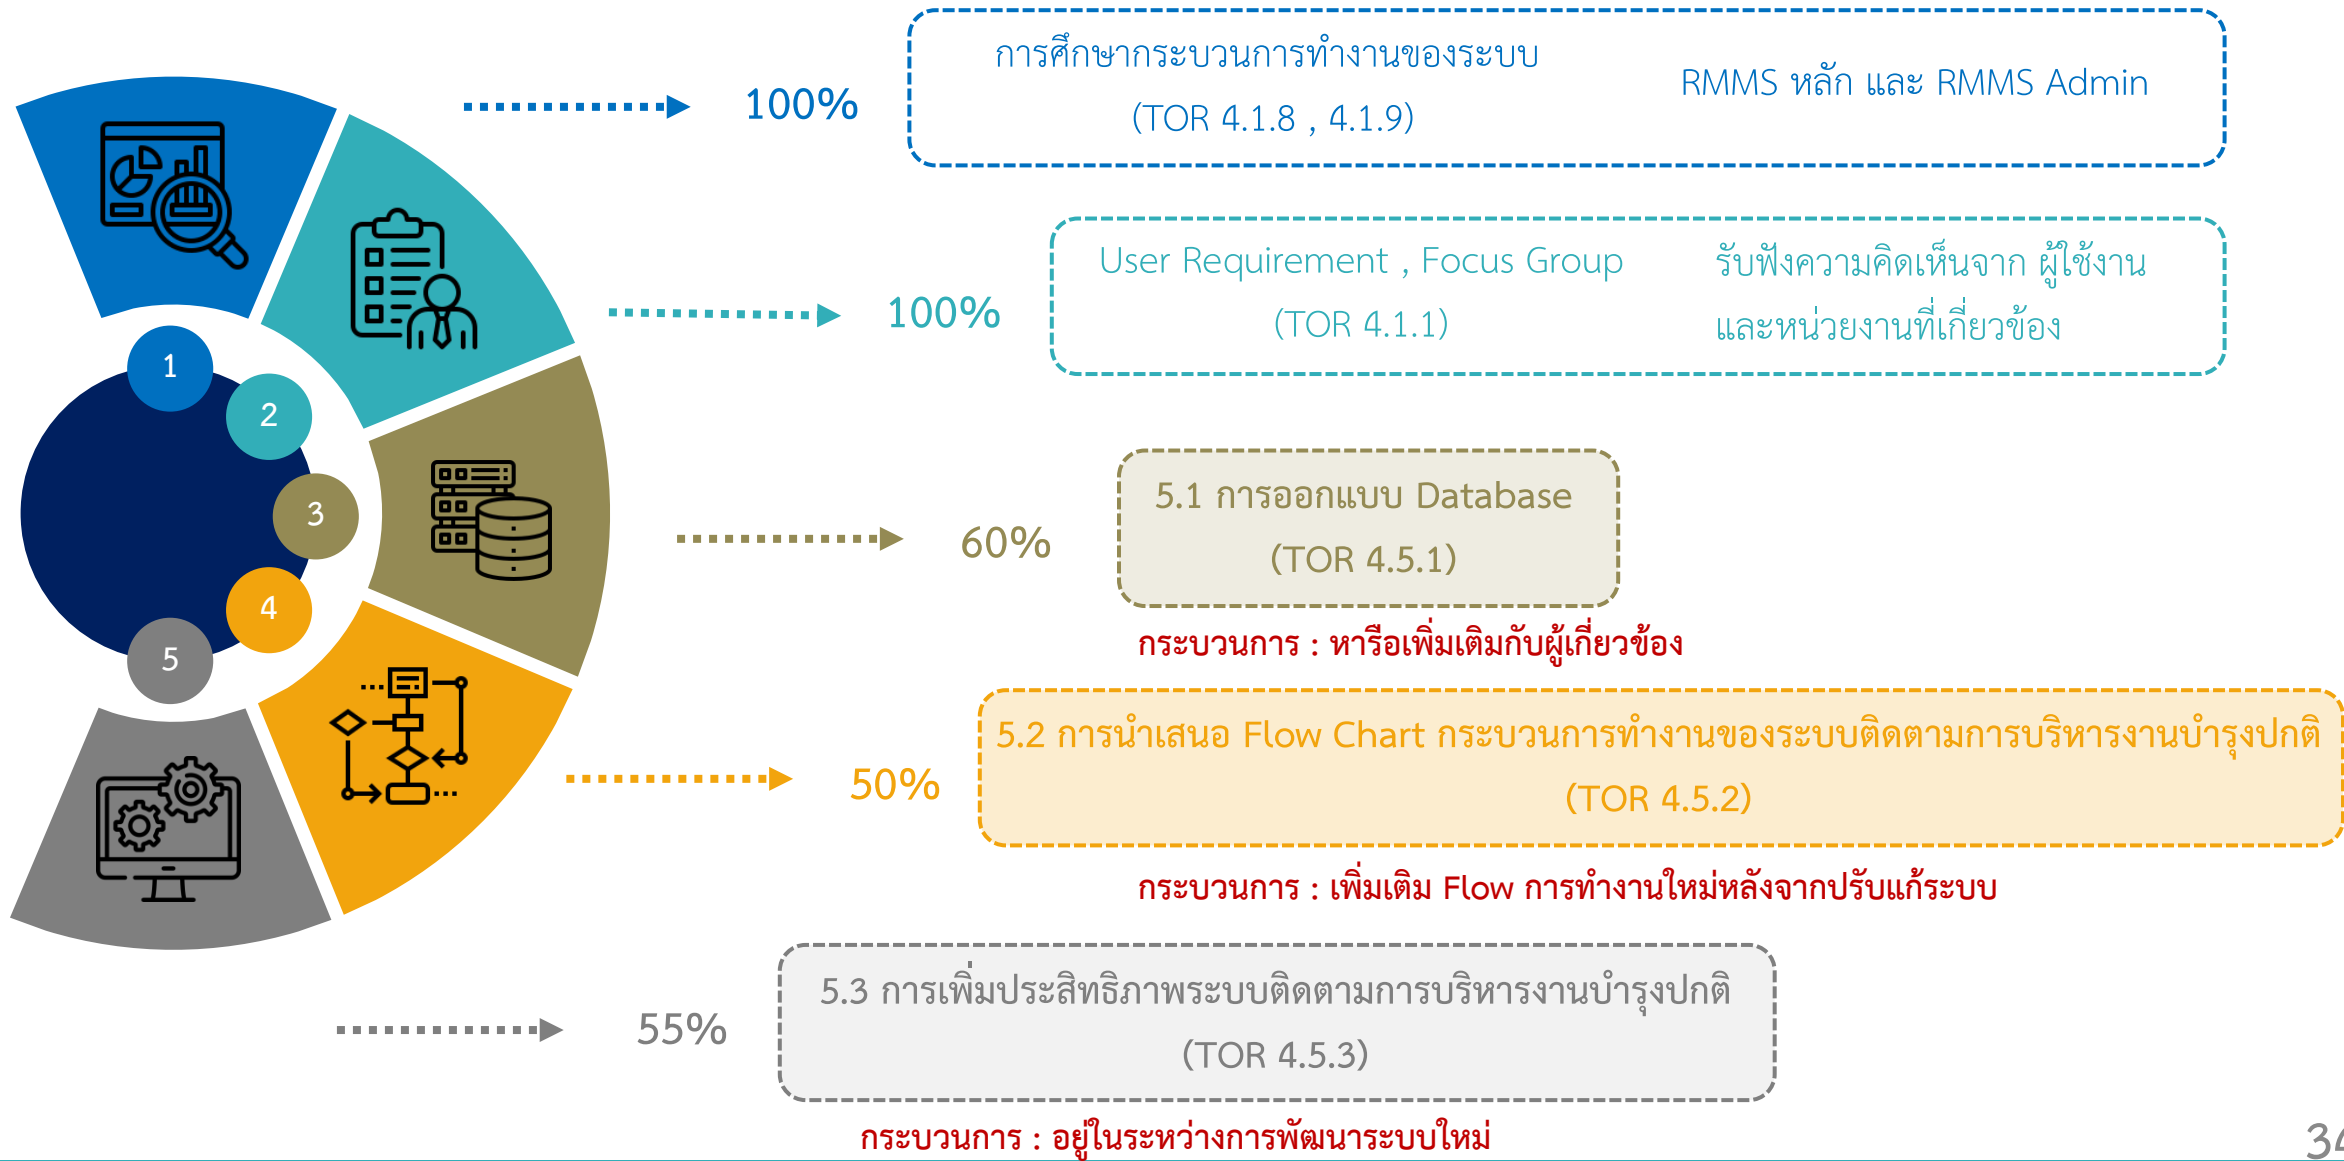 การศึกษากระบวนการทำงานของระบบ
(TOR 4.1.8 , 4.1.9)
RMMS หลัก และ RMMS Admin
100%
User Requirement , Focus Group
(TOR 4.1.1)
รับฟังความคิดเห็นจาก ผู้ใช้งาน
และหน่วยงานที่เกี่ยวข้อง
100%
1
2
3
4
5
60%
5.1 การออกแบบ Database
(TOR 4.5.1)
กระบวนการ : หารือเพิ่มเติมกับผู้เกี่ยวข้อง
50%
5.2 การนำเสนอ Flow Chart กระบวนการทำงานของระบบติดตามการบริหารงานบำรุงปกติ
(TOR 4.5.2)
กระบวนการ : เพิ่มเติม Flow การทำงานใหม่หลังจากปรับแก้ระบบ
55%
5.3 การเพิ่มประสิทธิภาพระบบติดตามการบริหารงานบำรุงปกติ
(TOR 4.5.3)
กระบวนการ : อยู่ในระหว่างการพัฒนาระบบใหม่
34